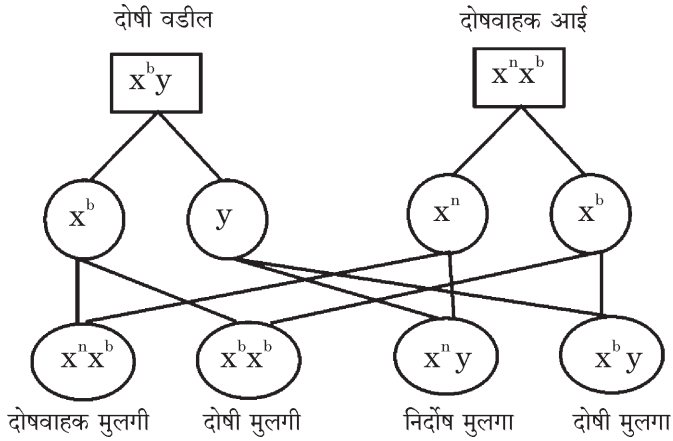 दोषी वडील दोषवाहक आई
xᵇy xⁿxᵇ
xᵇ y xⁿ xᵇ
xⁿxᵇ xᵇxᵇ xⁿy xᵇy
दोषवाहक मुलगी दोषी मुलगी निर्दोष मुलगा दोषी मुलगा